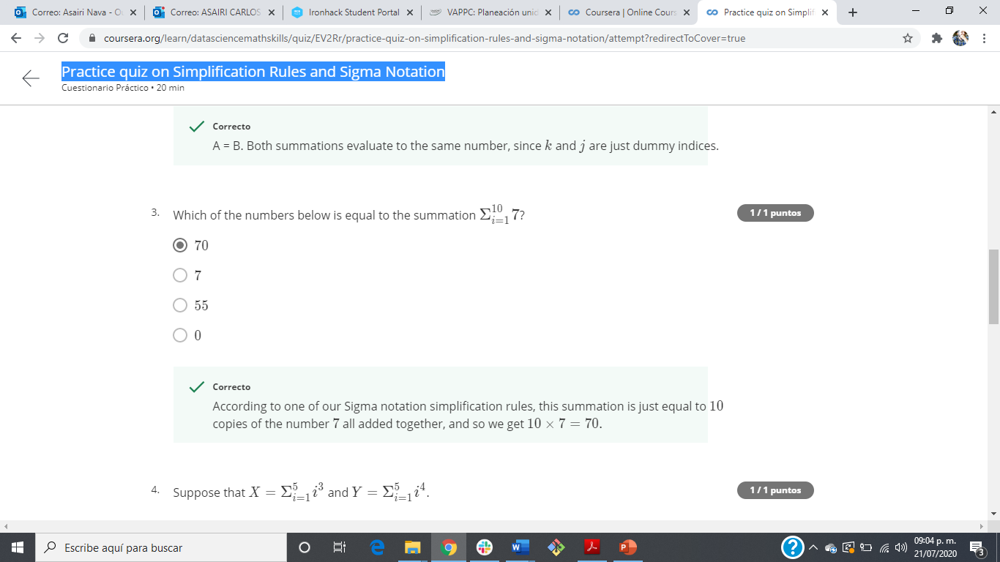 Correo: Asairi Nava - O
Correo: ASAIRI CARLOS
Ironhack Student Portal
VAPPC: Planeación unid
Coursera | Online Cours
Practice quiz on Simplif
coursera.org/learn/datasciencemathskills/quiz/EV2Rr/practice-quiz-on-simplification-rules-and-sigma-notation/attempt?redirectToCover=true
Practice quiz on Simplification Rules and Sigma Notation
Cuestionario Práctico • 20 min
Correcto
A = B. Both summations evaluate to the same number, since k and j are just dummy indices.
3. Which of the numbers below is equal to the summation Σ_{i=1}^{10} 7?
1 / 1 puntos
70
7
55
0
Correcto
According to one of our Sigma notation simplification rules, this summation is just equal to 10
copies of the number 7 all added together, and so we get 10 × 7 = 70.
4. Suppose that X = Σ_{i=1}^{5} i^3 and Y = Σ_{i=1}^{5} i^4.
1 / 1 puntos
Escribe aquí para buscar
09:04 p. m.
21/07/2020
3